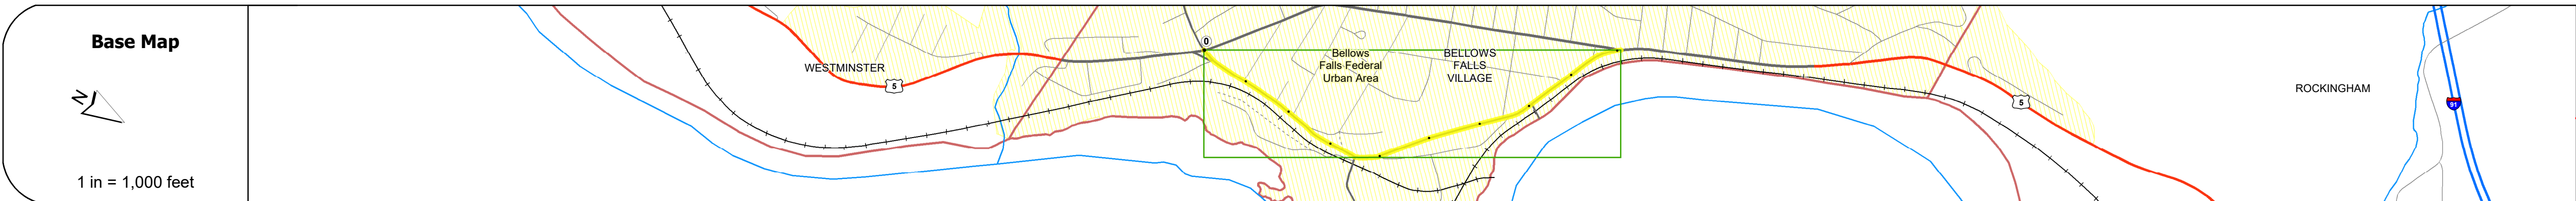 Base Map
N
1 in = 1,000 feet
WESTMINSTER
5
0
Bellows
Falls Federal
Urban Area
BELLOWS
FALLS
VILLAGE
5
ROCKINGHAM
91